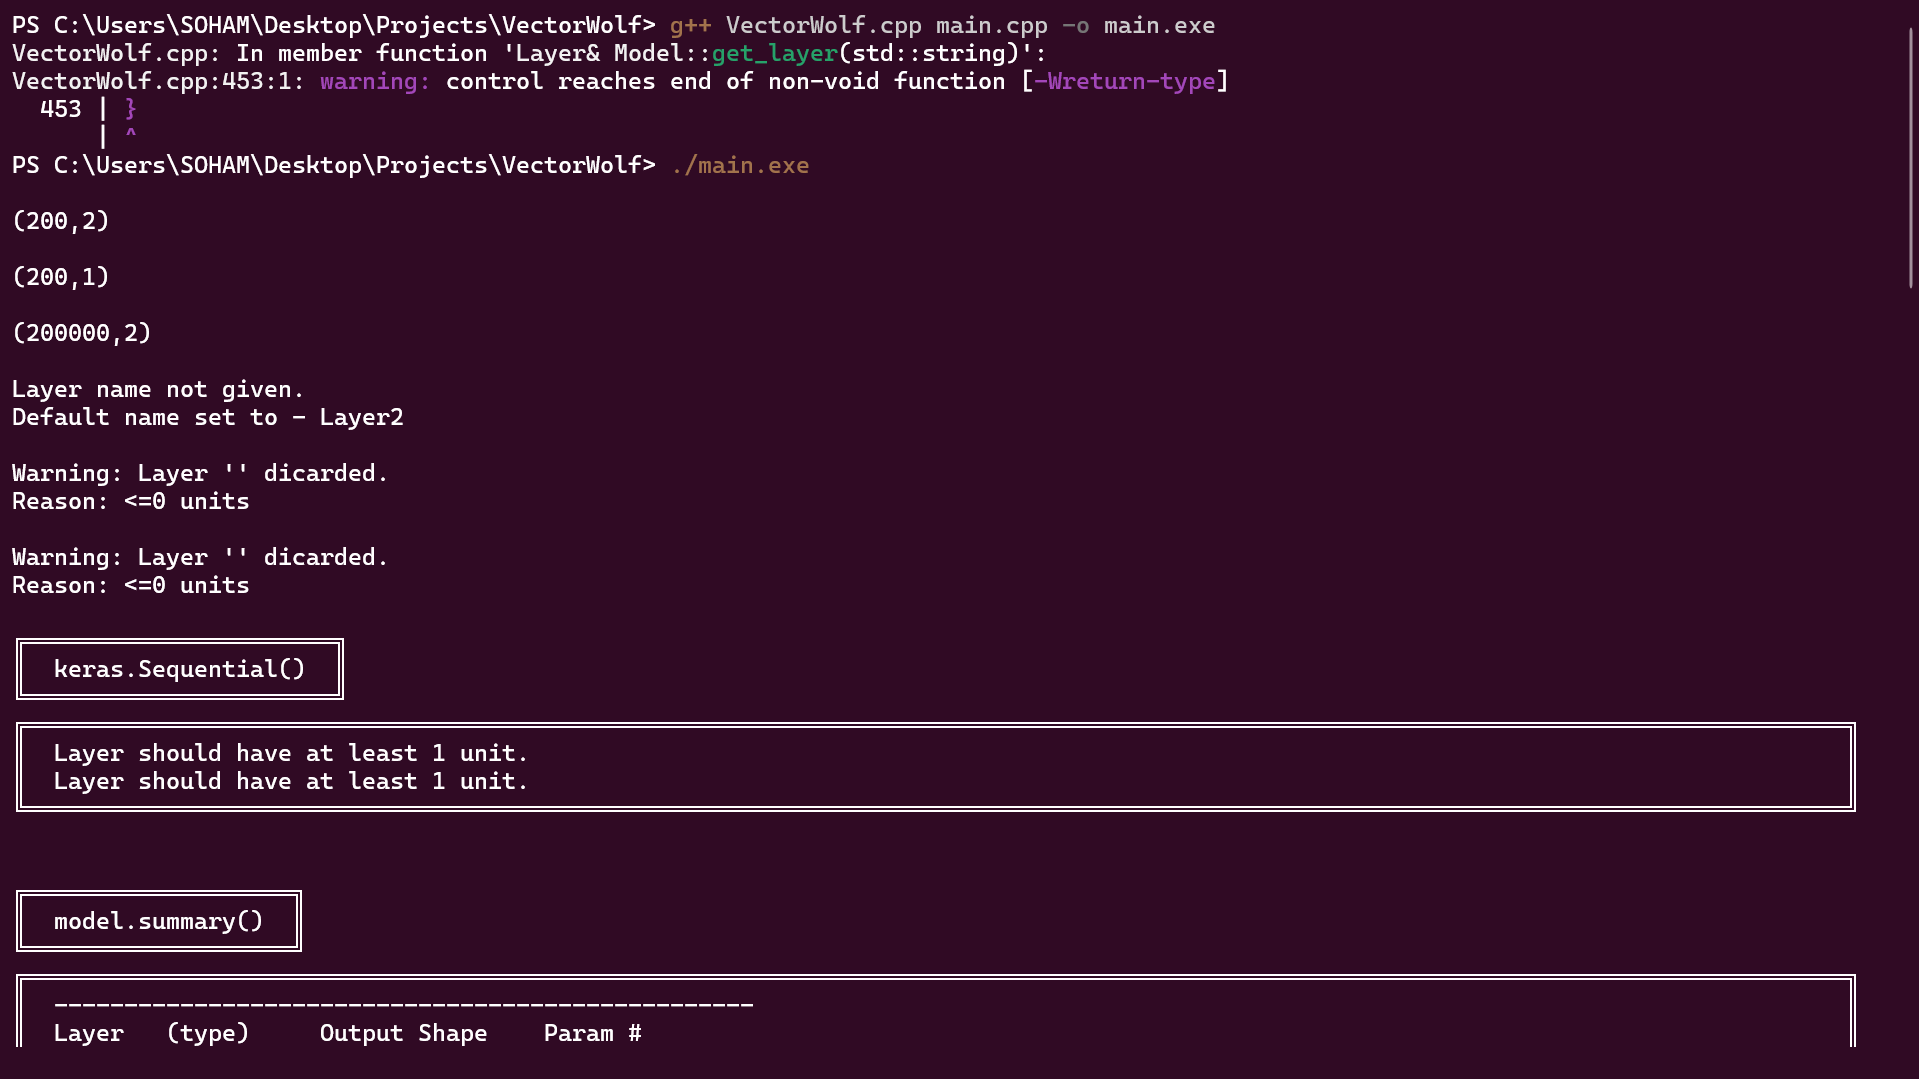 PS C:\Users\SOHAM\Desktop\Projects\VectorWolf> g++ VectorWolf.cpp main.cpp -o main.exe
VectorWolf.cpp: In member function 'Layer& Model::get_layer(std::string)':
VectorWolf.cpp:453:1: warning: control reaches end of non-void function [-Wreturn-type]
  453 | }
      | ^
PS C:\Users\SOHAM\Desktop\Projects\VectorWolf> ./main.exe
(200,2)
(200,1)
(200000,2)
Layer name not given.
Default name set to - Layer2
Warning: Layer '' dicarded.
Reason: <=0 units
Warning: Layer '' dicarded.
Reason: <=0 units
keras.Sequential()
Layer should have at least 1 unit.
Layer should have at least 1 unit.
model.summary()
--------------------------------------------------
Layer   (type)     Output Shape    Param #